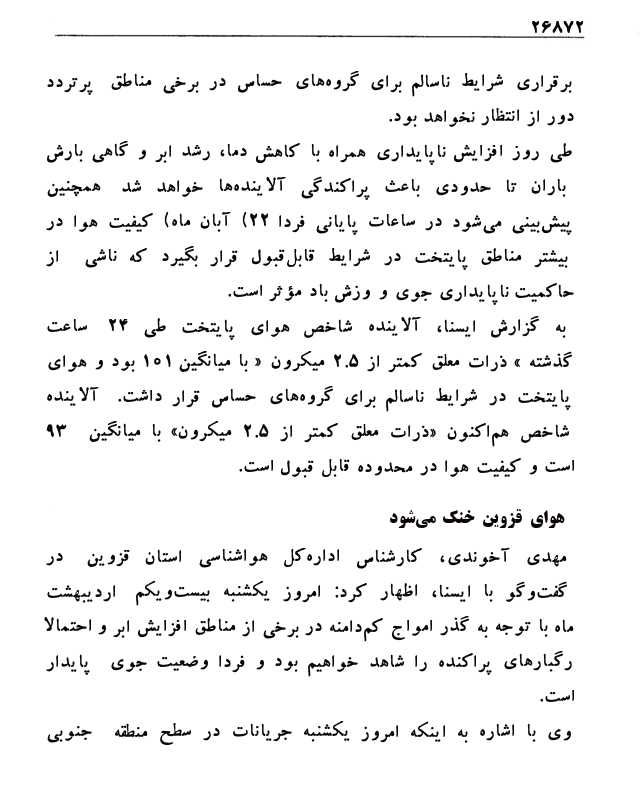 ۲۶۸۷۲
برقراری شرایط ناسالم برای گروه‌های حساس در برخی مناطق پرتردد
دور از انتظار نخواهد بود.
طی روز افزایش ناپایداری همراه با کاهش دما، رشد ابر و گاهی بارش
باران تا حدودی باعث پراکندگی آلاینده‌ها خواهد شد همچنین
پیش‌بینی می‌شود در ساعات پایانی فردا ۲۲) آبان ماه) کیفیت هوا در
بیشتر مناطق پایتخت در شرایط قابل‌قبول قرار بگیرد که ناشی از
حاکمیت ناپایداری جوی و وزش باد مؤثر است.
به گزارش ایسنا، آلاینده شاخص هوای پایتخت طی ۲۴ ساعت
گذشته » ذرات معلق کمتر از ۲.۵ میکرون « با میانگین ۱۰۱ بود و هوای
پایتخت در شرایط ناسالم برای گروه‌های حساس قرار داشت. آلاینده
شاخص هم‌اکنون «ذرات معلق کمتر از ۲.۵ میکرون» با میانگین ۹۳
است و کیفیت هوا در محدوده قابل قبول است.
هوای قزوین خنک می‌شود
مهدی آخوندی، کارشناس اداره‌کل هواشناسی استان قزوین در
گفت‌وگو با ایسنا، اظهار کرد: امروز یکشنبه بیست‌ویکم اردیبهشت
ماه با توجه به گذر امواج کم‌دامنه در برخی از مناطق افزایش ابر و احتمالا
رگبارهای پراکنده را شاهد خواهیم بود و فردا وضعیت جوی پایدار
است.
وی با اشاره به اینکه امروز یکشنبه جریانات در سطح منطقه جنوبی